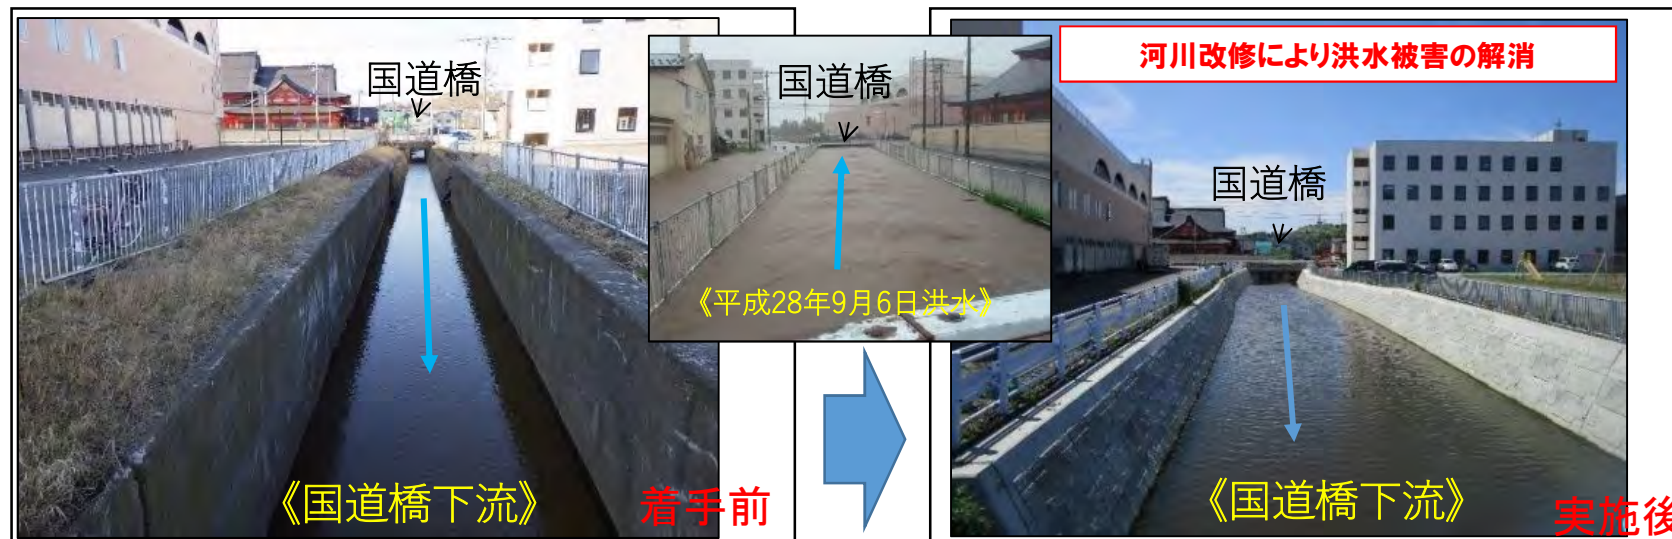 国道橋
《国道橋下流》
着手前
国道橋
《平成28年9月6日洪水》
河川改修により洪水被害の解消
国道橋
《国道橋下流》
実施後